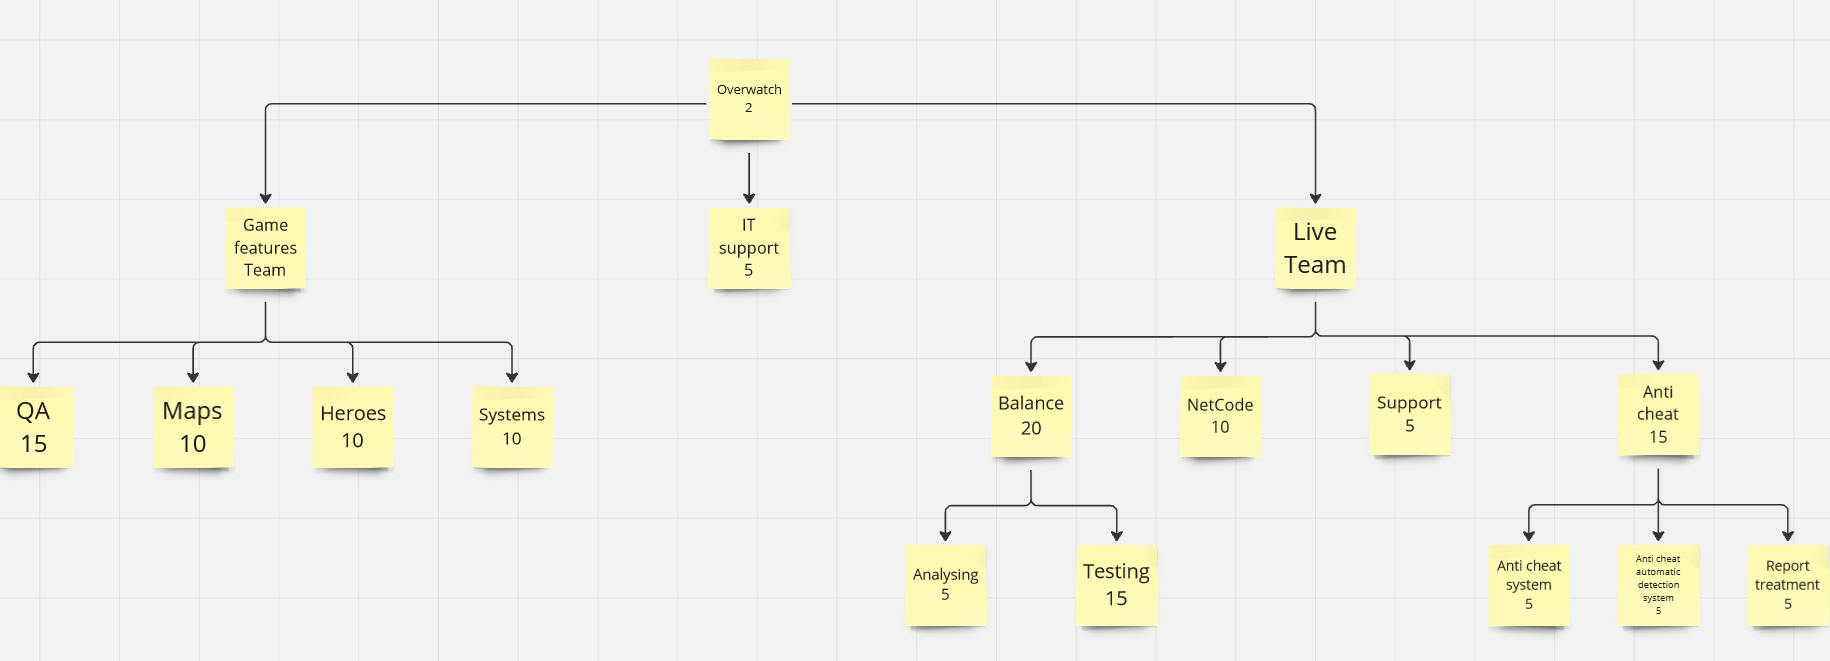 Overwatch
2
Game
features
Team
IT
support
5
Live
Team
QA
15
Maps
10
Heroes
10
Systems
10
Balance
20
NetCode
10
Support
5
Anti
cheat
15
Analysing
5
Testing
15
Anti cheat
system
5
Anti cheat
automatic
detection
system
5
Report
treatment
5